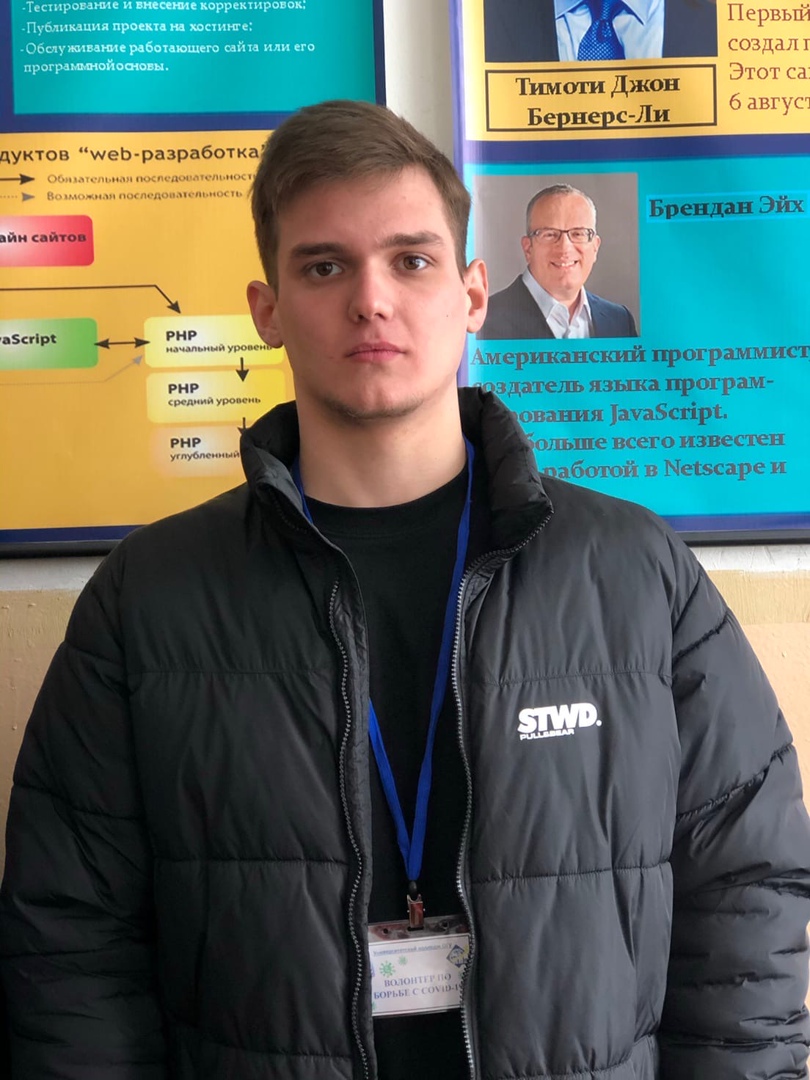 -Тестирование и внесение корректировок;
-Публикация проекта на хостинге;
-Обслуживание работающего сайта или его
программнойосновы.
дуктов “web-разработка”
Обязательная последовательность
Возможная последовательность
айн сайтов
vaScript
PHP
начальный уровень
PHP
средний уровень
PHP
углубленный
Тимоти Джон
Бернерс-Ли
Первый
создал п
Этот са
6 август
Брендан Эйх
Американский программист
создатель языка програм-
рования JavaScript.
больше всего известен
работой в Netscape и
STWD.
PULL&BEAR
ВОЛОНТЕР ПО
БОРЬБЕ С COVID-19